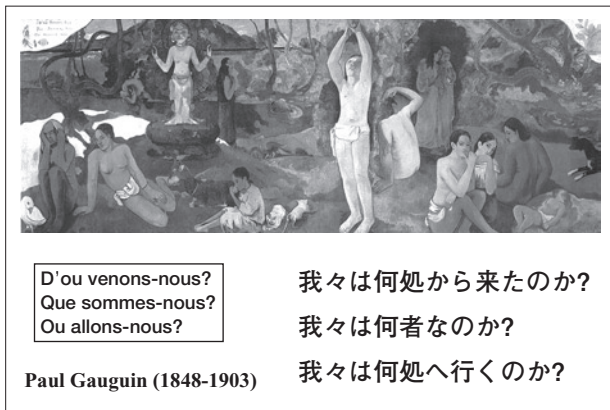 D'ou venons-nous?
Que sommes-nous?
Ou allons-nous?
Paul Gauguin (1848-1903)
我々は何処から来たのか?
我々は何者なのか?
我々は何処へ行くのか?